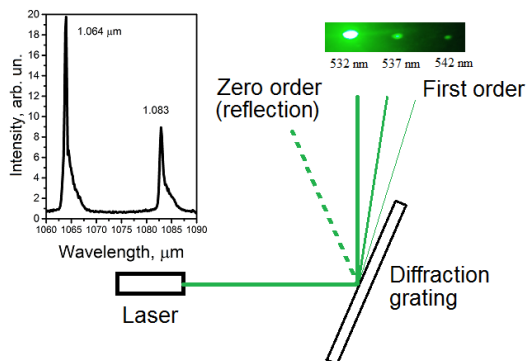 20
18
16
14
12
10
8
6
4
2
0
Intensity, arb. un.
1.064 μm
1.083
1060 1065 1070 1075 1080 1085 1090
Wavelength, μm
532 nm 537 nm 542 nm
Zero order
(reflection)
First order
Diffraction
grating
Laser